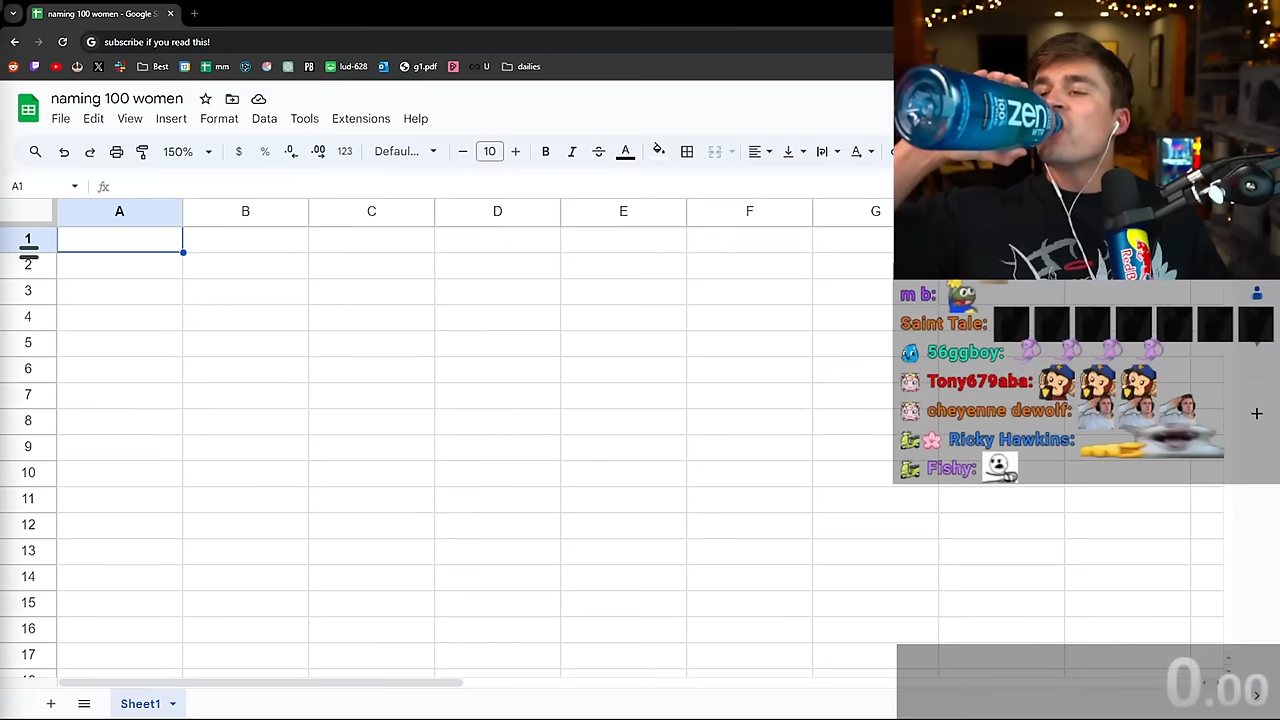 naming 100 women - Google S
subscribe if you read this!
Best
mm
lud-628
g1.pdf
U
dailies
naming 100 women
File Edit View Insert Format Data Tools Extensions Help
150% $ % .0 .00 123 Defaul... 10 B I A A
A1 fx
A B C D E F G
1
2
3
4
5
6
7
8
9
10
11
12
13
14
15
16
17
Sheet1
100%
zen
WTR
RedB
m b:
Saint Tale:
56ggboy:
Tony679aba:
cheyenne dewolf:
Ricky Hawkins:
Fishy:
0.00